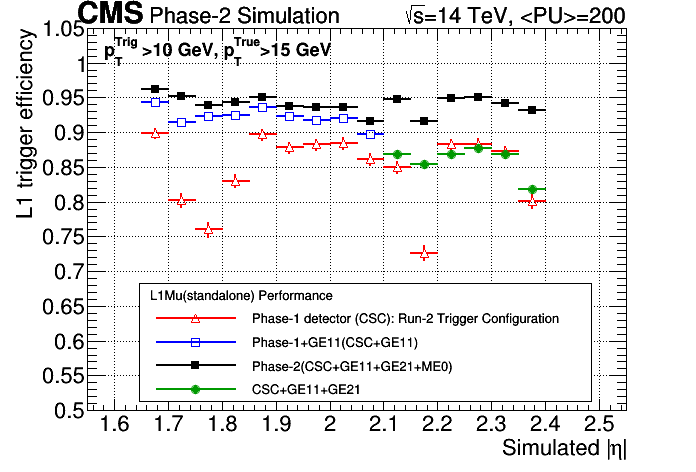 CMS Phase-2 Simulation √s=14 TeV, <PU>=200
p_T^Trig >10 GeV, p_T^True>15 GeV
L1 trigger efficiency
1.05
1
0.95
0.9
0.85
0.8
0.75
0.7
0.65
0.6
0.55
0.5
L1Mu(standalone) Performance
Phase-1 detector (CSC): Run-2 Trigger Configuration
Phase-1+GE11(CSC+GE11)
Phase-2(CSC+GE11+GE21+ME0)
CSC+GE11+GE21
1.6 1.7 1.8 1.9 2 2.1 2.2 2.3 2.4 2.5
Simulated |η|